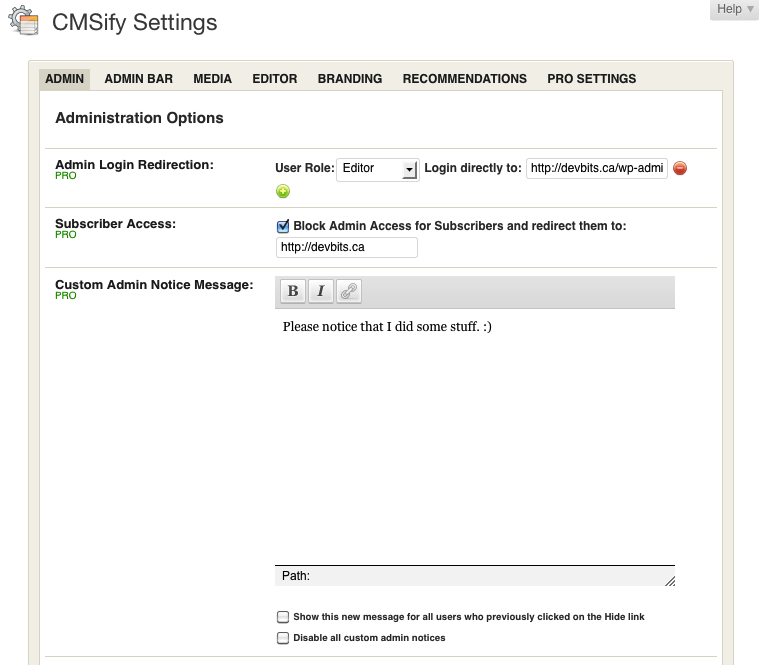 Help
CMSify Settings
ADMIN ADMIN BAR MEDIA EDITOR BRANDING RECOMMENDATIONS PRO SETTINGS
Administration Options
Admin Login Redirection: User Role: Editor Login directly to: http://devbits.ca/wp-admi
PRO
Subscriber Access: Block Admin Access for Subscribers and redirect them to:
PRO
http://devbits.ca
Custom Admin Notice Message: B I
PRO
Please notice that I did some stuff. :)
Path:
Show this new message for all users who previously clicked on the Hide link
Disable all custom admin notices